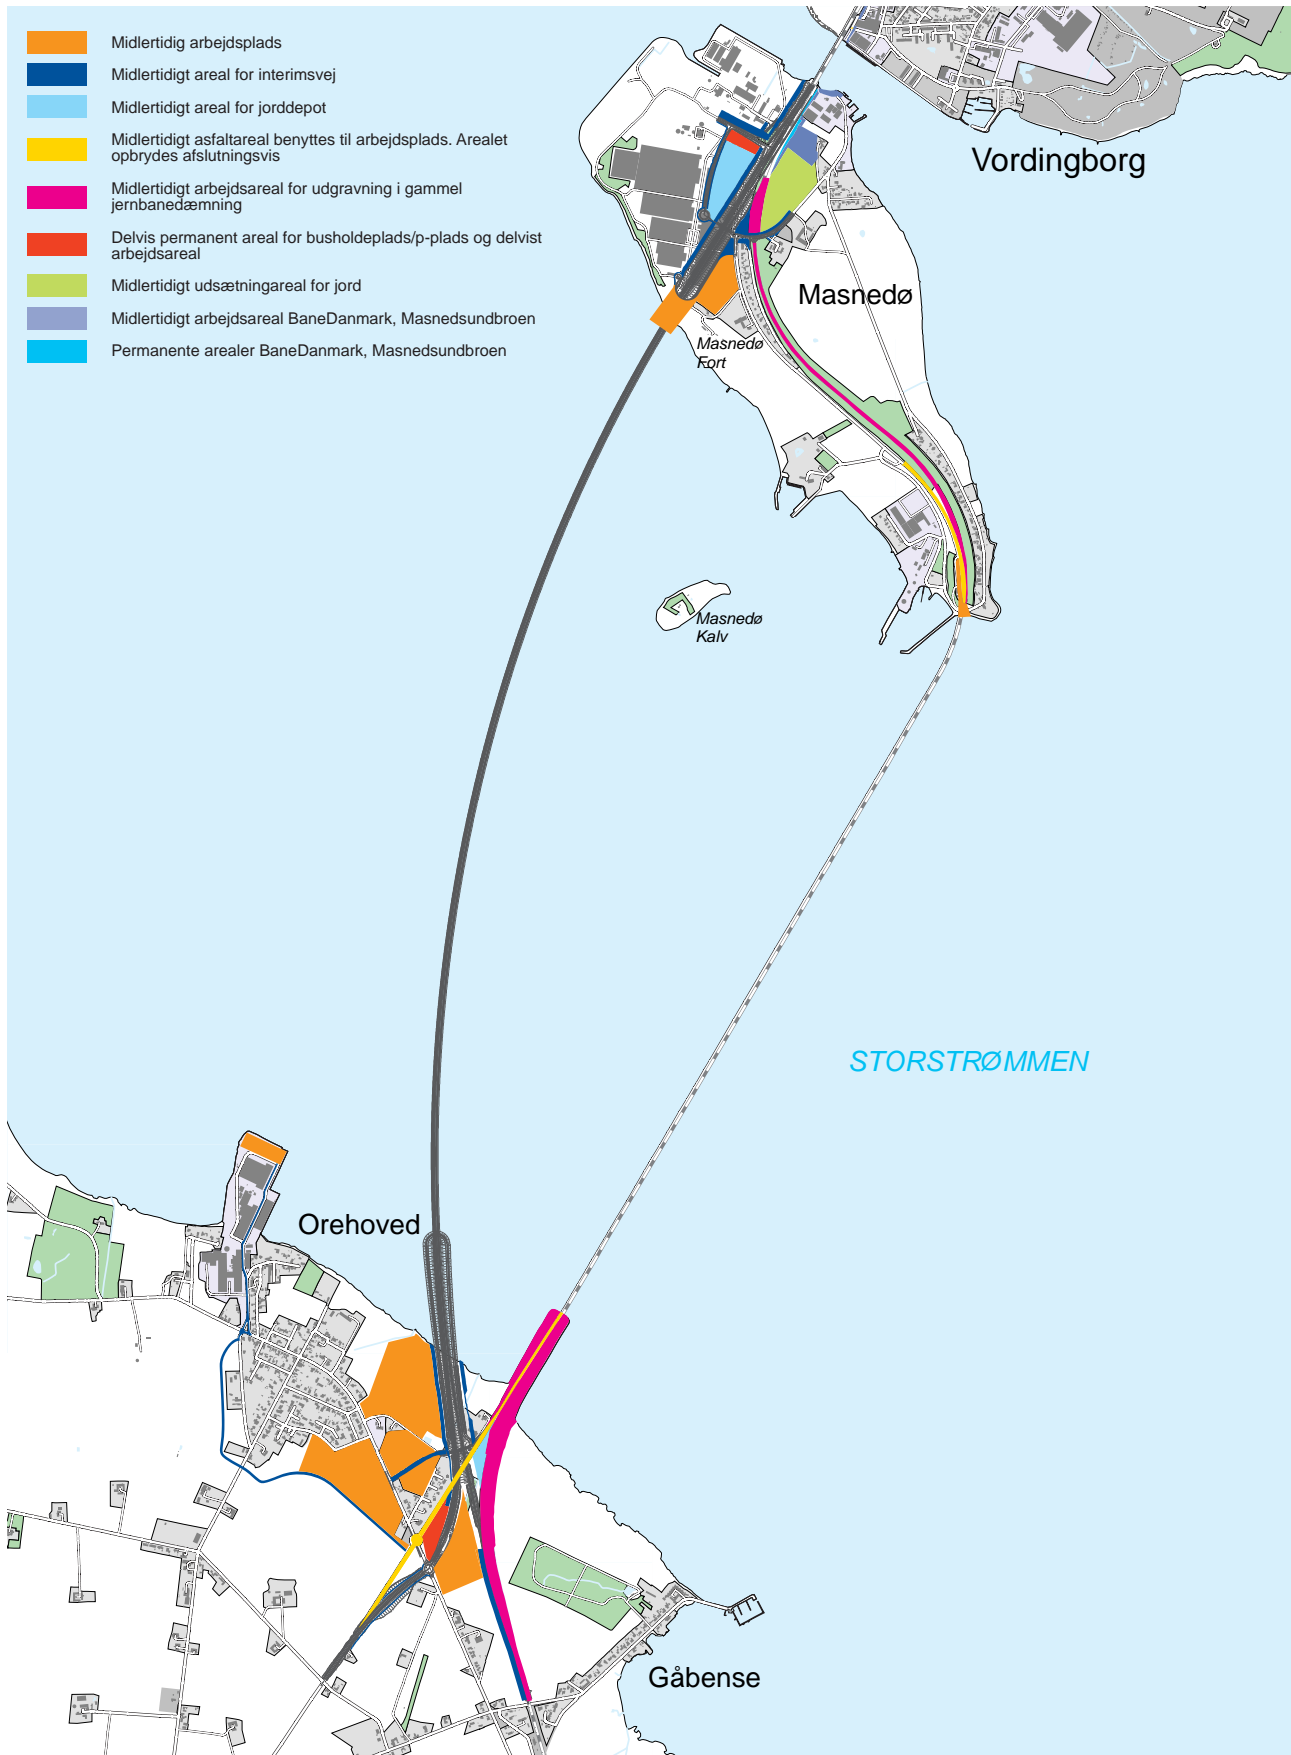 Midlertidig arbejdsplads
Midlertidigt areal for interimsvej
Midlertidigt areal for jorddepot
Midlertidigt asfaltareal benyttes til arbejdsplads. Arealet
opbrydes afslutningsvis
Midlertidigt arbejdsareal for udgravning i gammel
jernbanedæmning
Delvis permanent areal for busholdeplads/p-plads og delvist
arbejdsareal
Midlertidigt udsætningareal for jord
Midlertidigt arbejdsareal BaneDanmark, Masnedsundbroen
Permanente arealer BaneDanmark, Masnedsundbroen
Vordingborg
Masnedø
Masnedø
Fort
Masnedø
Kalv
STORSTRØMMEN
Orehoved
Gåbense